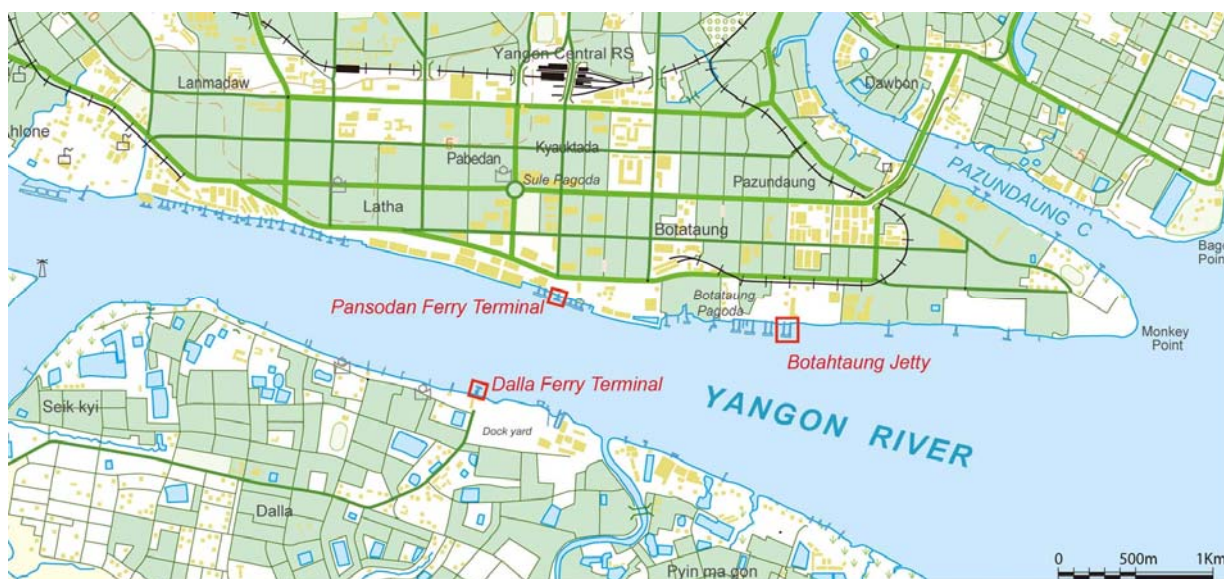 Yangon Central RS
Lanmadaw
Dawbon
hlone
Kyauktada
Pabedan
Sule Pagoda
Pazundaung
PAZUNDAUNG C
Latha
Botataung
Bago
Point
Pansodan Ferry Terminal
Botataung
Pagoda
Monkey
Point
Botahtaung Jetty
Dalla Ferry Terminal
YANGON RIVER
Seik kyi
Dock yard
Dalla
Pyin ma gon
0 500m 1Km